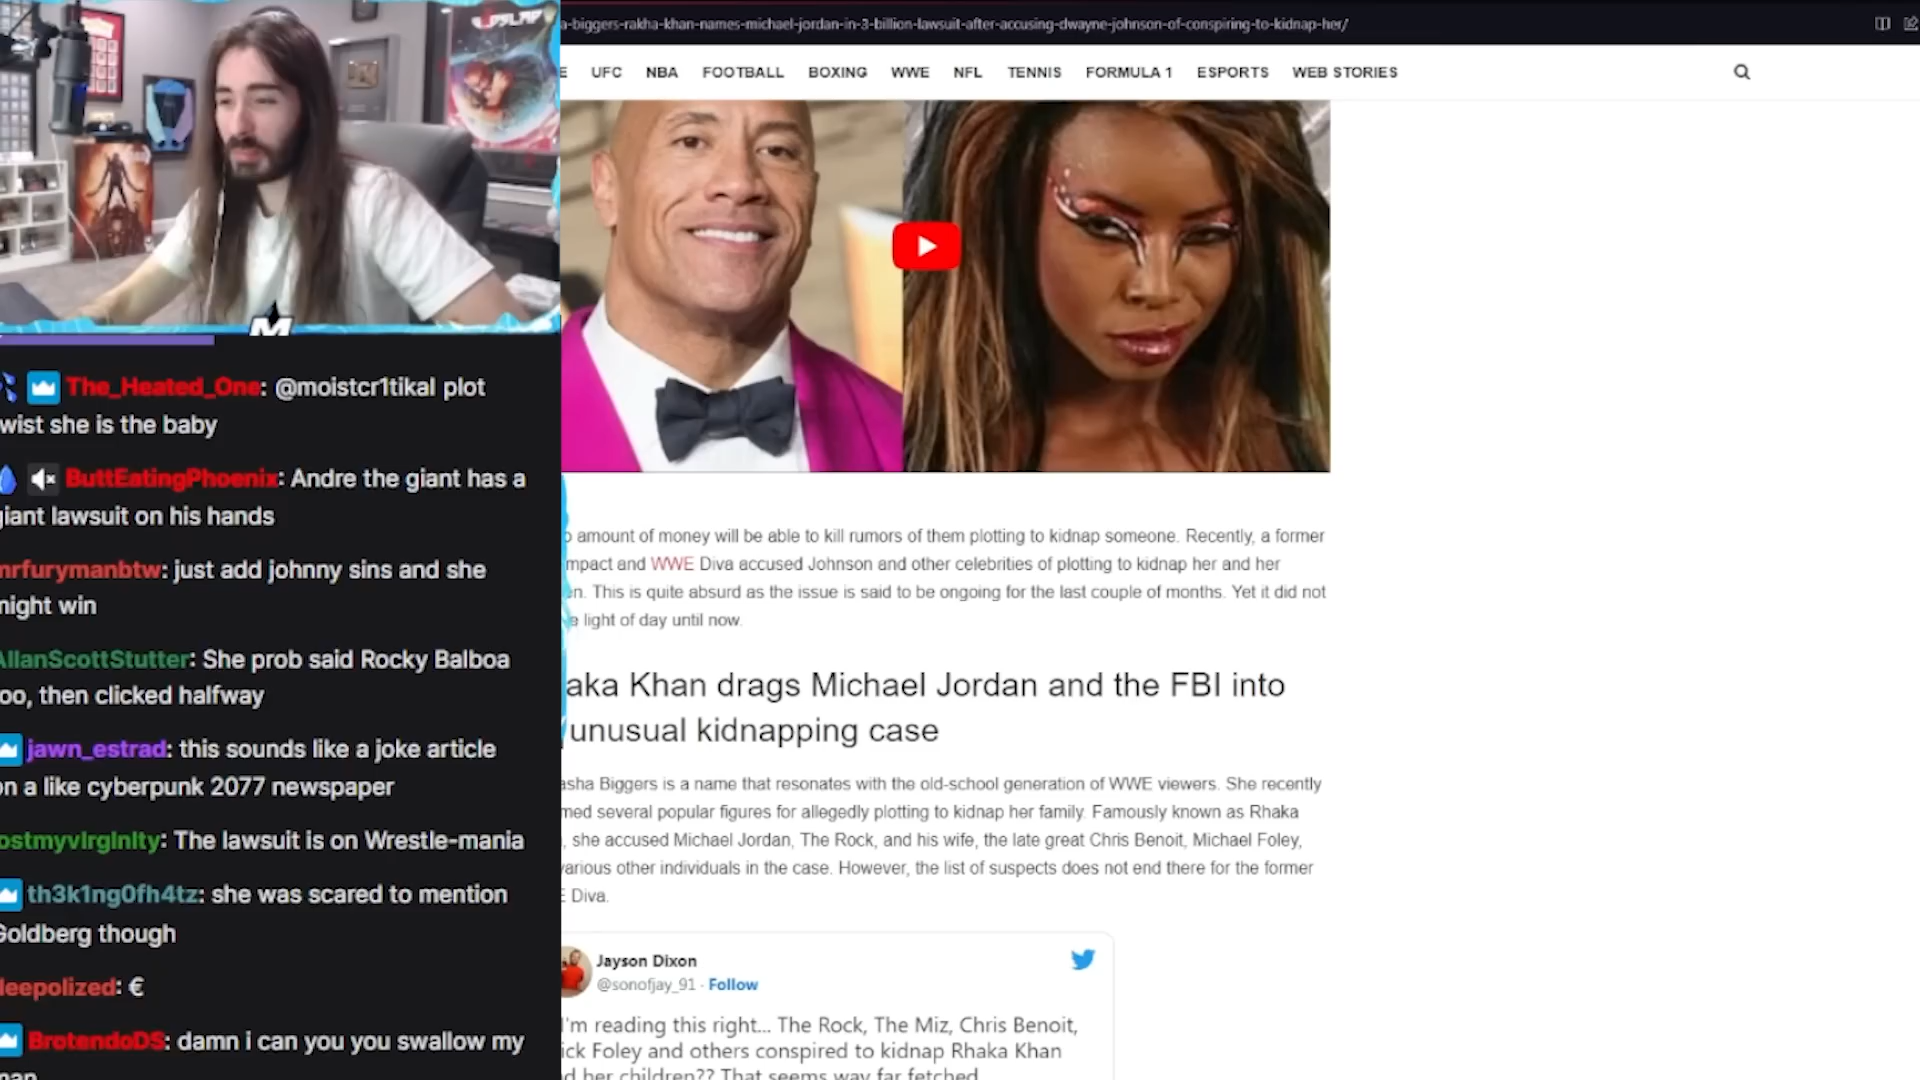 a-biggers-rakha-khan-names-michael-jordan-in-3-billion-lawsuit-after-accusing-dwayne-johnson-of-conspiring-to-kidnap-her/
E UFC NBA FOOTBALL BOXING WWE NFL TENNIS FORMULA 1 ESPORTS WEB STORIES
UPSLAP
M
The_Heated_One: @moistcr1tikal plot
wist she is the baby
ButtEatingPhoenix: Andre the giant has a
giant lawsuit on his hands
mrfurymanbtw: just add johnny sins and she
might win
AllanScottStutter: She prob said Rocky Balboa
oo, then clicked halfway
jawn_estrad: this sounds like a joke article
on a like cyberpunk 2077 newspaper
ostmyvIrgInIty: The lawsuit is on Wrestle-mania
th3k1ng0fh4tz: she was scared to mention
Goldberg though
leepolized: €
BrotendoDS: damn i can you you swallow my
o amount of money will be able to kill rumors of them plotting to kidnap someone. Recently, a former
mpact and WWE Diva accused Johnson and other celebrities of plotting to kidnap her and her
en. This is quite absurd as the issue is said to be ongoing for the last couple of months. Yet it did not
e light of day until now.
aka Khan drags Michael Jordan and the FBI into
unusual kidnapping case
asha Biggers is a name that resonates with the old-school generation of WWE viewers. She recently
med several popular figures for allegedly plotting to kidnap her family. Famously known as Rhaka
, she accused Michael Jordan, The Rock, and his wife, the late great Chris Benoit, Michael Foley,
various other individuals in the case. However, the list of suspects does not end there for the former
E Diva.
Jayson Dixon
@sonofjay_91 · Follow
I'm reading this right... The Rock, The Miz, Chris Benoit,
ick Foley and others conspired to kidnap Rhaka Khan
d her children?? That seems way far fetched